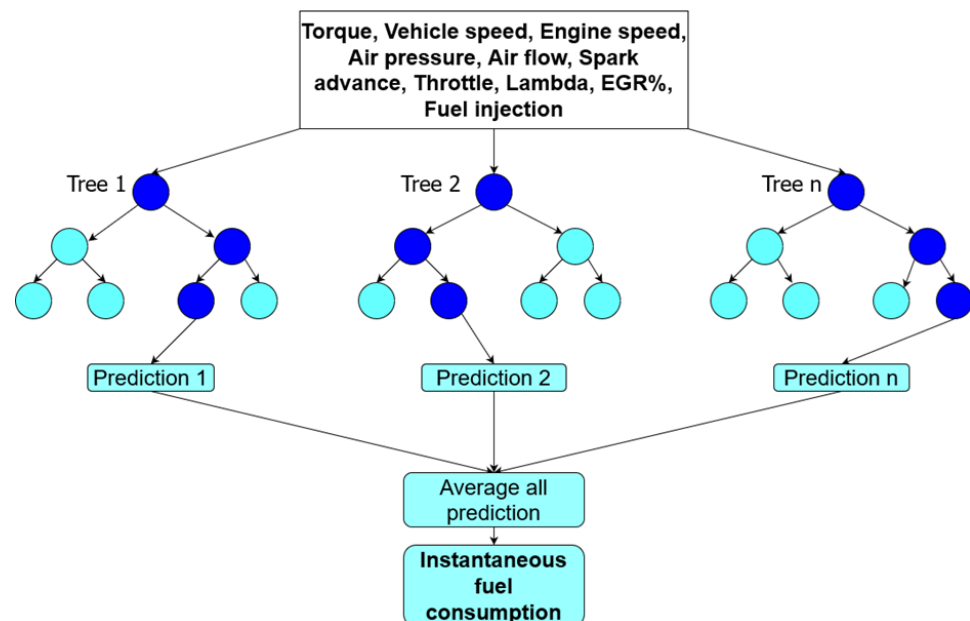 Torque, Vehicle speed, Engine speed,
Air pressure, Air flow, Spark
advance, Throttle, Lambda, EGR%,
Fuel injection
Tree 1
Tree 2
Tree n
Prediction 1
Prediction 2
Prediction n
Average all
prediction
Instantaneous
fuel
consumption